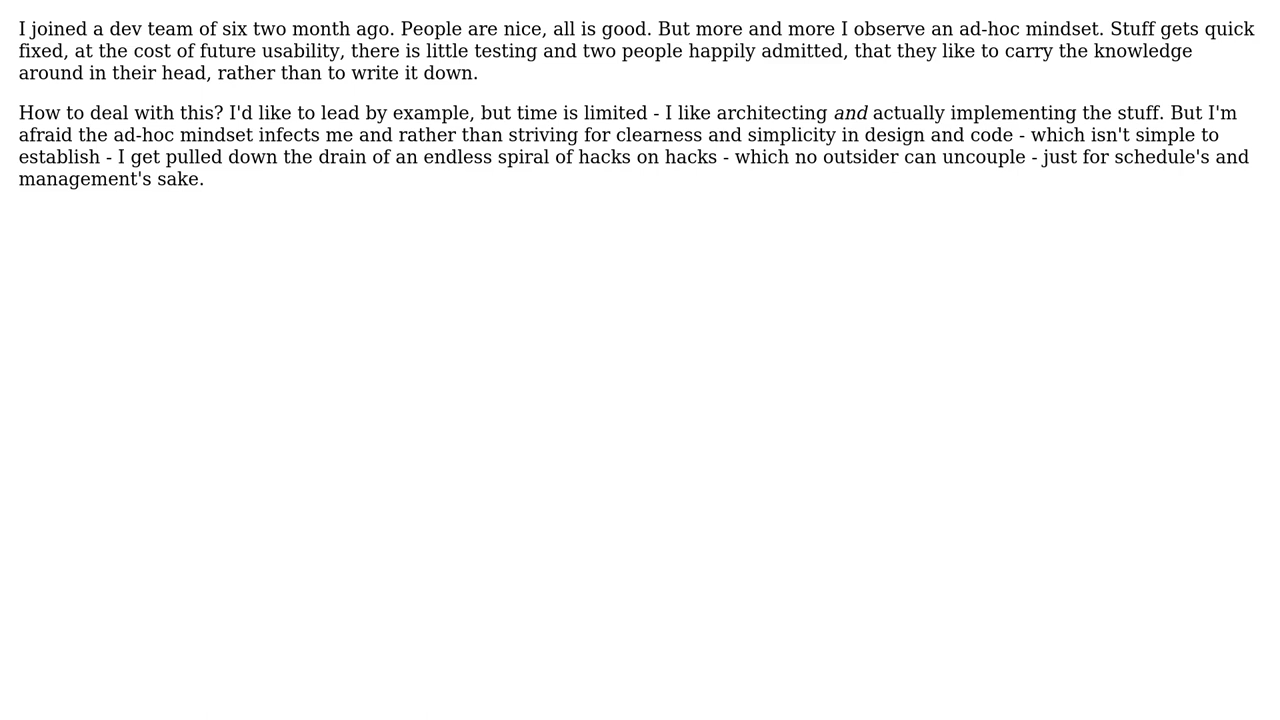 I joined a dev team of six two month ago. People are nice, all is good. But more and more I observe an ad-hoc mindset. Stuff gets quick
fixed, at the cost of future usability, there is little testing and two people happily admitted, that they like to carry the knowledge
around in their head, rather than to write it down.
How to deal with this? I'd like to lead by example, but time is limited - I like architecting and actually implementing the stuff. But I'm
afraid the ad-hoc mindset infects me and rather than striving for clearness and simplicity in design and code - which isn't simple to
establish - I get pulled down the drain of an endless spiral of hacks on hacks - which no outsider can uncouple - just for schedule's and
management's sake.